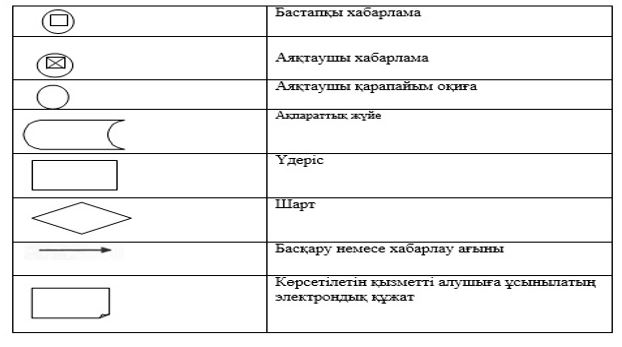 Бастапқы хабарлама
Аяқтаушы хабарлама
Аяқтаушы қарапайым оқиға
Ақпараттық жүйе
Үдеріс
Шарт
Басқару немесе хабарлау ағыны
Көрсетілетін қызметті алушыға ұсынылатың
электрондық құжат